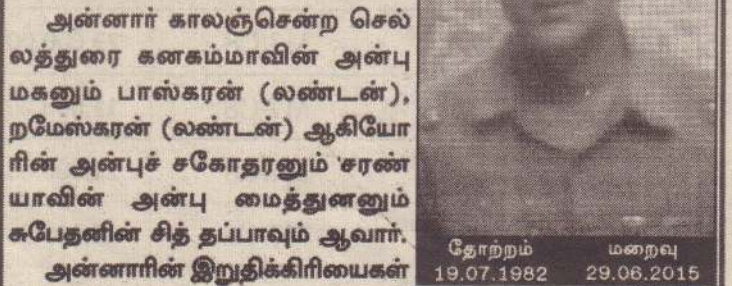 அன்னார் காலஞ்சென்ற செல்
லத்துரை கனகம்மாவின் அன்பு
மகனும் பாஸ்கரன் (லண்டன்),
றமேஸ்கரன் (லண்டன்) ஆகியோ
ரின் அன்புச் சகோதரனும் சரண்
யாவின் அன்பு மைத்துனனும்
சுபேதனின் சித் தப்பாவும் ஆவார்.
அன்னாரின் இறுதிக்கிரியைகள்
தோற்றம் மறைவு
19.07.1982 29.06.2015